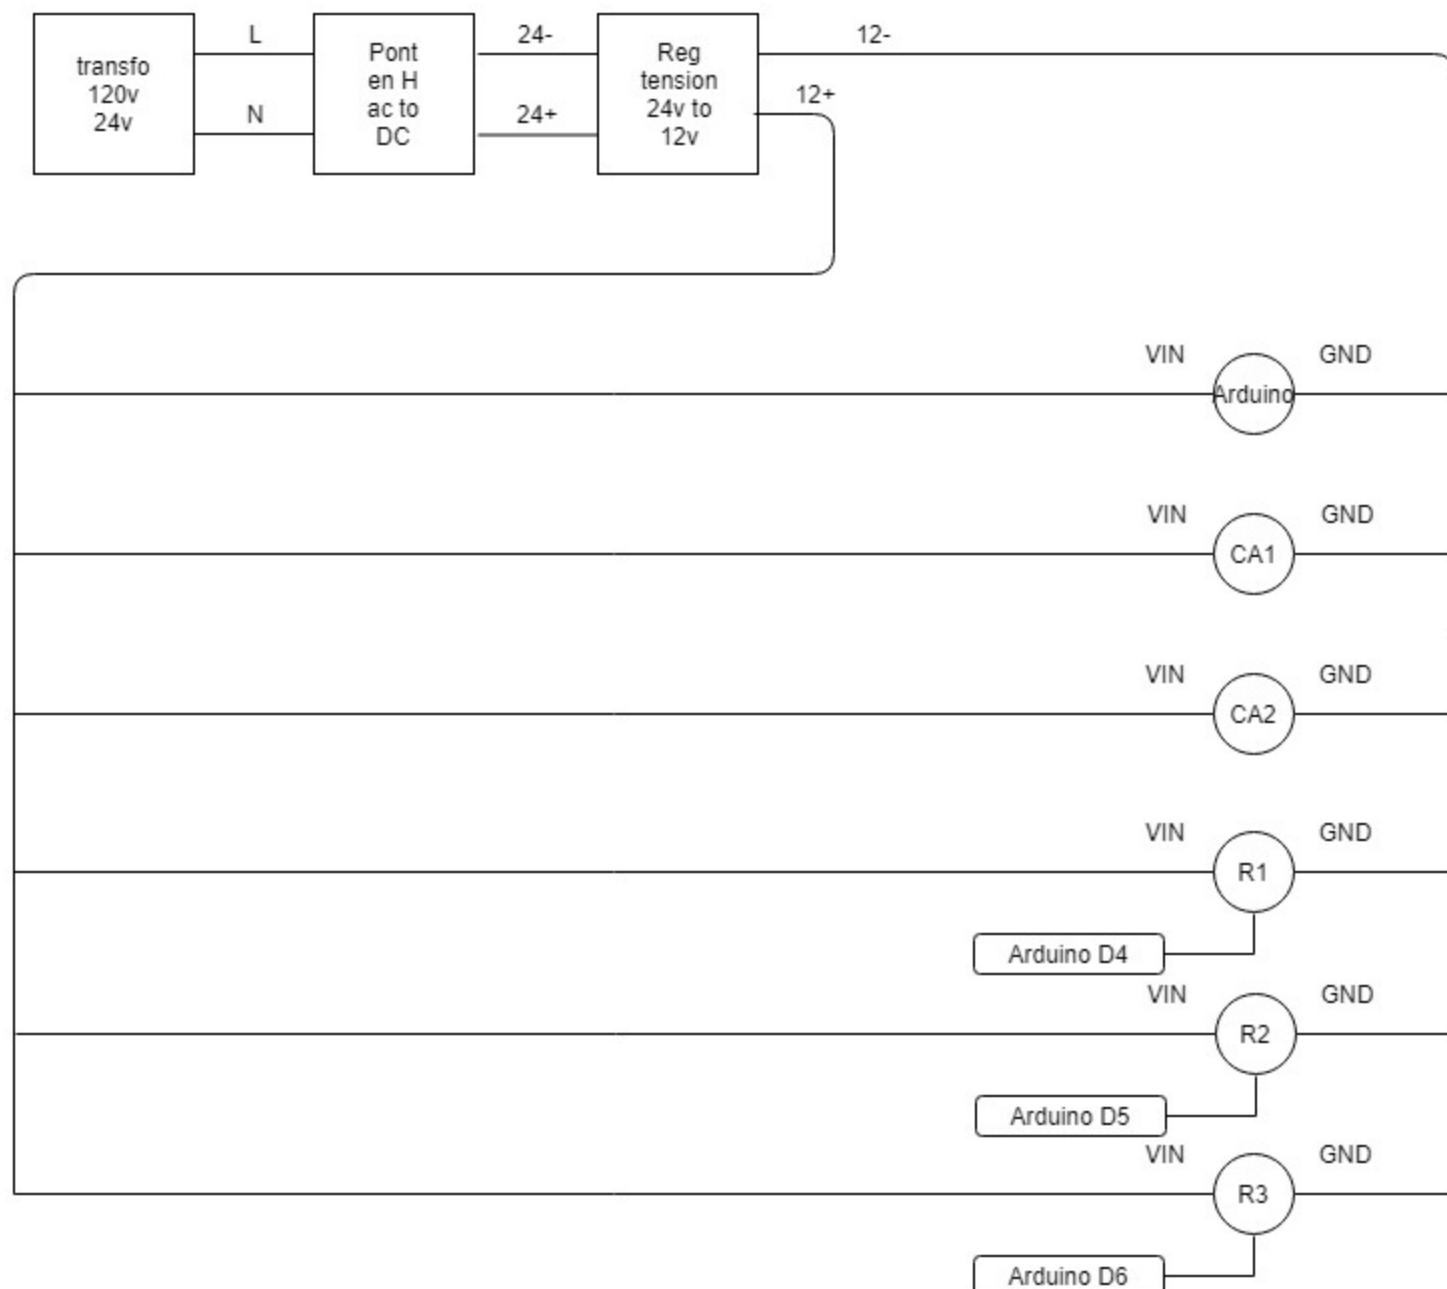 transfo
120v
24v
L
N
Pont
en H
ac to
DC
24-
24+
Reg
tension
24v to
12v
12-
12+
VIN
Arduino
GND
VIN
CA1
GND
VIN
CA2
GND
VIN
R1
GND
Arduino D4
VIN
R2
GND
Arduino D5
VIN
R3
GND
Arduino D6